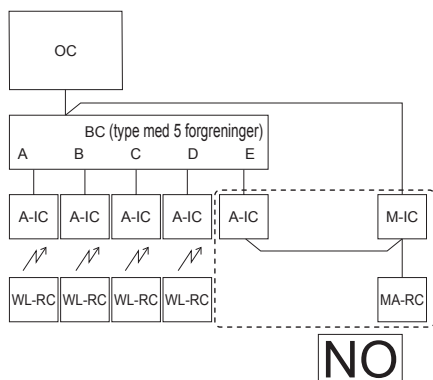 OC
BC (type med 5 forgreninger)
A B C D E
A-IC A-IC A-IC A-IC A-IC M-IC
WL-RC WL-RC WL-RC WL-RC MA-RC
NO